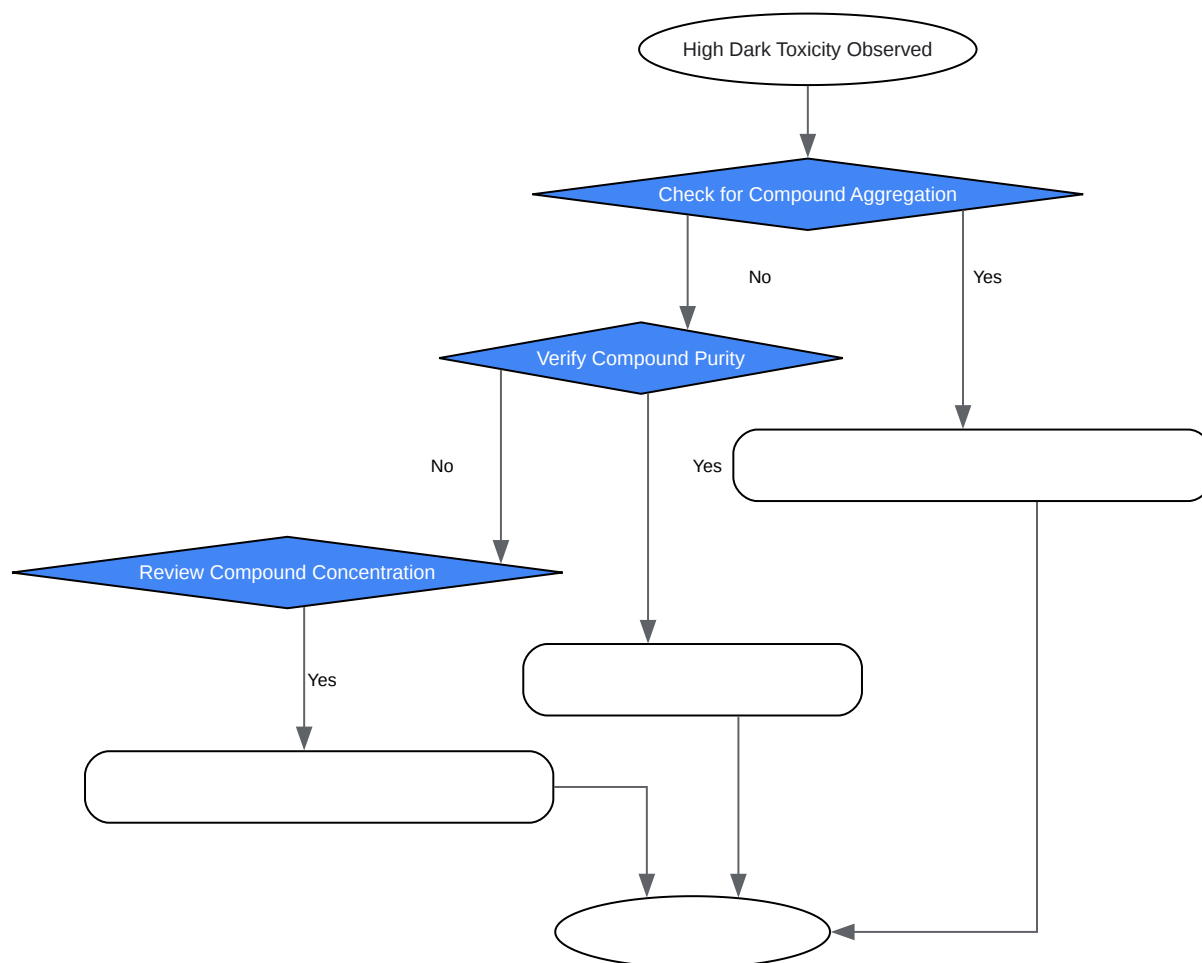 High Dark Toxicity Observed
Check for Compound Aggregation
No
Yes
Verify Compound Purity
No
Yes
Review Compound Concentration
Yes